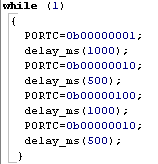 while (1)
{
PORTC=0b00000001;
delay_ms(1000);
PORTC=0b00000010;
delay_ms(500);
PORTC=0b00000100;
delay_ms(1000);
PORTC=0b00000010;
delay_ms(500);
}